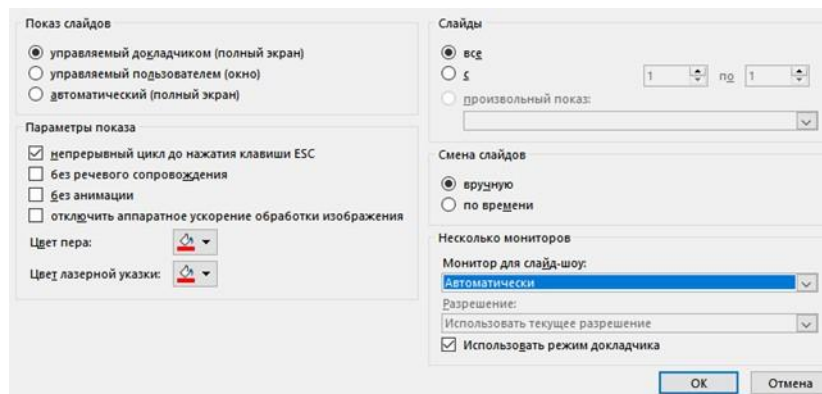 Показ слайдов
управляемый докладчиком (полный экран)
управляемый пользователем (окно)
автоматический (полный экран)
Параметры показа
непрерывный цикл до нажатия клавиши ESC
без речевого сопровождения
без анимации
отключить аппаратное ускорение обработки изображения
Цвет пера:
Цвет лазерной указки:
Слайды
все
с 1 по 1
произвольный показ:
Смена слайдов
вручную
по времени
Несколько мониторов
Монитор для слайд-шоу:
Автоматически
Разрешение:
Использовать текущее разрешение
Использовать режим докладчика
ОК Отмена